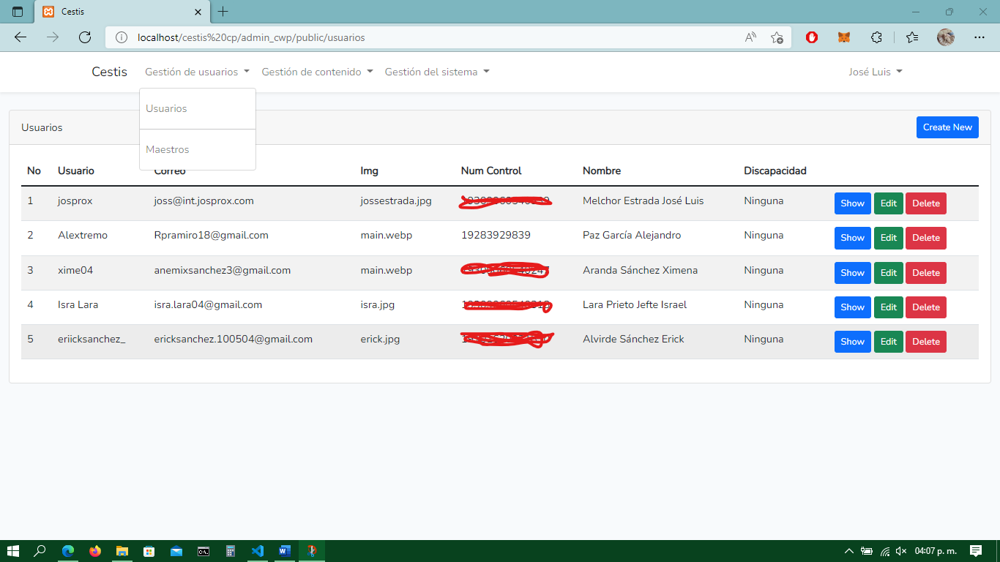 Cestis
localhost/cestis%20cp/admin_cwp/public/usuarios
Cestis Gestión de usuarios Gestión de contenido Gestión del sistema José Luis
Usuarios
Maestros
Usuarios Create New
No Usuario Correo Img Num Control Nombre Discapacidad
1 josprox joss@int.josprox.com jossestrada.jpg Melchor Estrada José Luis Ninguna Show Edit Delete
2 Alextremo Rpramiro18@gmail.com main.webp 19283929839 Paz García Alejandro Ninguna Show Edit Delete
3 xime04 anemixsanchez3@gmail.com main.webp Aranda Sánchez Ximena Ninguna Show Edit Delete
4 Isra Lara isra.lara04@gmail.com isra.jpg Lara Prieto Jefte Israel Ninguna Show Edit Delete
5 eriicksanchez_ ericksanchez.100504@gmail.com erick.jpg Alvirde Sánchez Erick Ninguna Show Edit Delete
04:07 p. m.